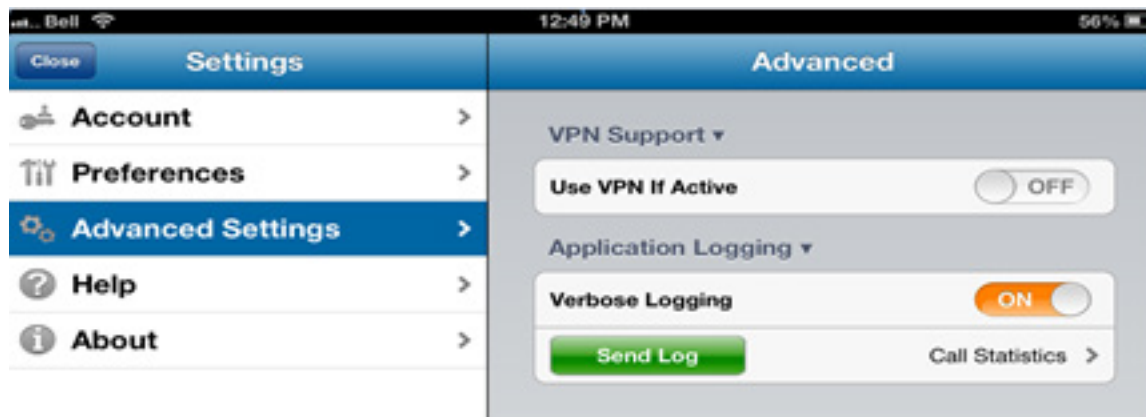 Bell
12:49 PM
56%
Close
Settings
Advanced
Account
Preferences
Advanced Settings
Help
About
VPN Support
Use VPN If Active
OFF
Application Logging
Verbose Logging
ON
Send Log
Call Statistics